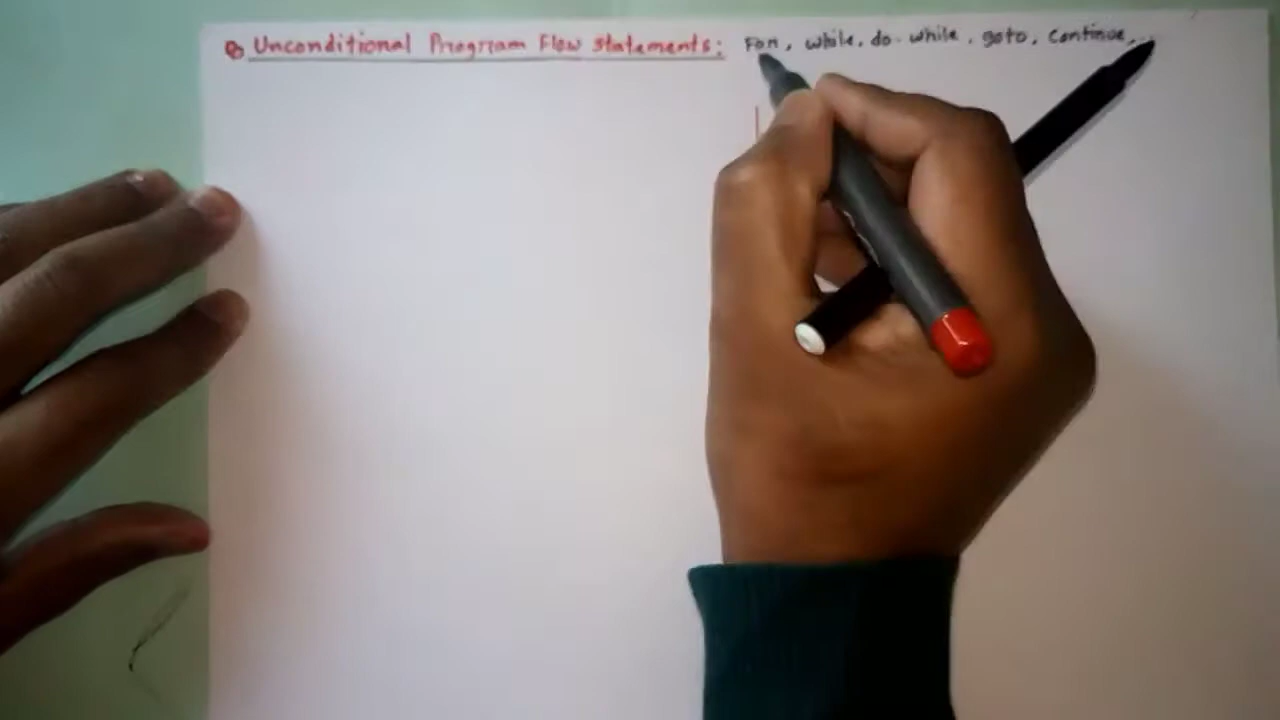 Unconditional Program Flow Statements: For, while, do-while, goto, continue,..